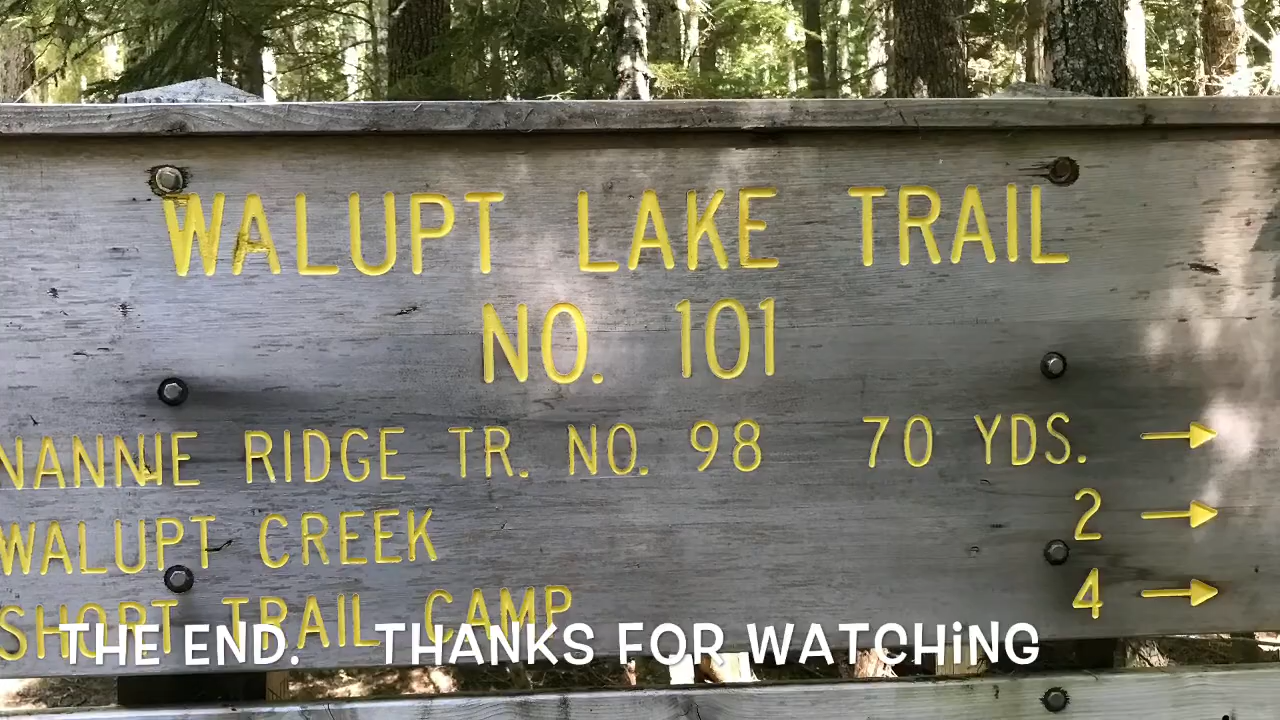 WALUPT LAKE TRAIL
NO. 101
NANNIE RIDGE TR. NO. 98 70 YDS. →
WALUPT CREEK 2 →
SHORT TRAIL CAMP 4 →
THE END. THANKS FOR WATCHING